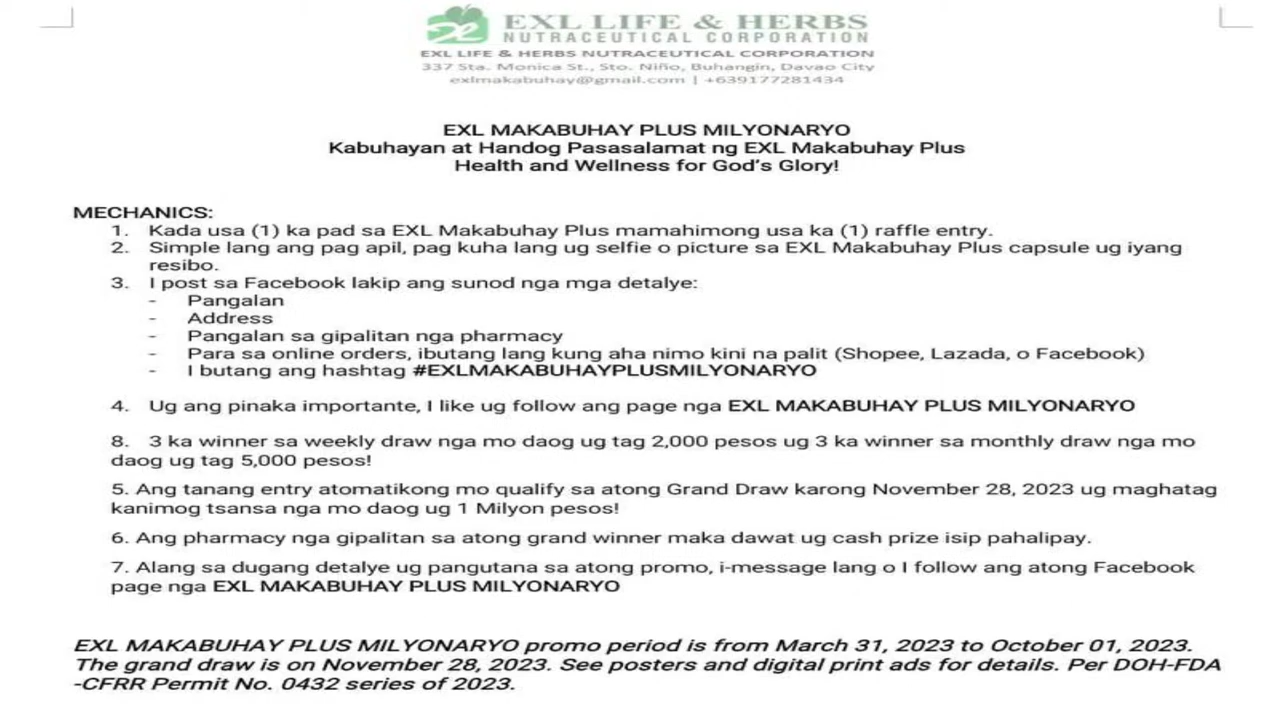 EXL LIFE & HERBS
NUTRACEUTICAL CORPORATION
EXL LIFE & HERBS NUTRACEUTICAL CORPORATION
337 Sta. Monica St., Sto. Niño, Buhangin, Davao City
exlmakabuhay@gmail.com | +639177281434
EXL MAKABUHAY PLUS MILYONARYO
Kabuhayan at Handog Pasasalamat ng EXL Makabuhay Plus
Health and Wellness for God's Glory!
MECHANICS:
1. Kada usa (1) ka pad sa EXL Makabuhay Plus mamahimong usa ka (1) raffle entry.
2. Simple lang ang pag apil, pag kuha lang ug selfie o picture sa EXL Makabuhay Plus capsule ug iyang
resibo.
3. I post sa Facebook lakip ang sunod nga mga detalye:
- Pangalan
- Address
- Pangalan sa gipalitan nga pharmacy
- Para sa online orders, ibutang lang kung aha nimo kini na palit (Shopee, Lazada, o Facebook)
- I butang ang hashtag #EXLMAKABUHAYPLUSMILYONARYO
4. Ug ang pinaka importante, I like ug follow ang page nga EXL MAKABUHAY PLUS MILYONARYO
8. 3 ka winner sa weekly draw nga mo daog ug tag 2,000 pesos ug 3 ka winner sa monthly draw nga mo
daog ug tag 5,000 pesos!
5. Ang tanang entry atomatikong mo qualify sa atong Grand Draw karong November 28, 2023 ug maghatag
kanimog tsansa nga mo daog ug 1 Milyon pesos!
6. Ang pharmacy nga gipalitan sa atong grand winner maka dawat ug cash prize isip pahalipay.
7. Alang sa dugang detalye ug pangutana sa atong promo, i-message lang o I follow ang atong Facebook
page nga EXL MAKABUHAY PLUS MILYONARYO
EXL MAKABUHAY PLUS MILYONARYO promo period is from March 31, 2023 to October 01, 2023.
The grand draw is on November 28, 2023. See posters and digital print ads for details. Per DOH-FDA
-CFRR Permit No. 0432 series of 2023.